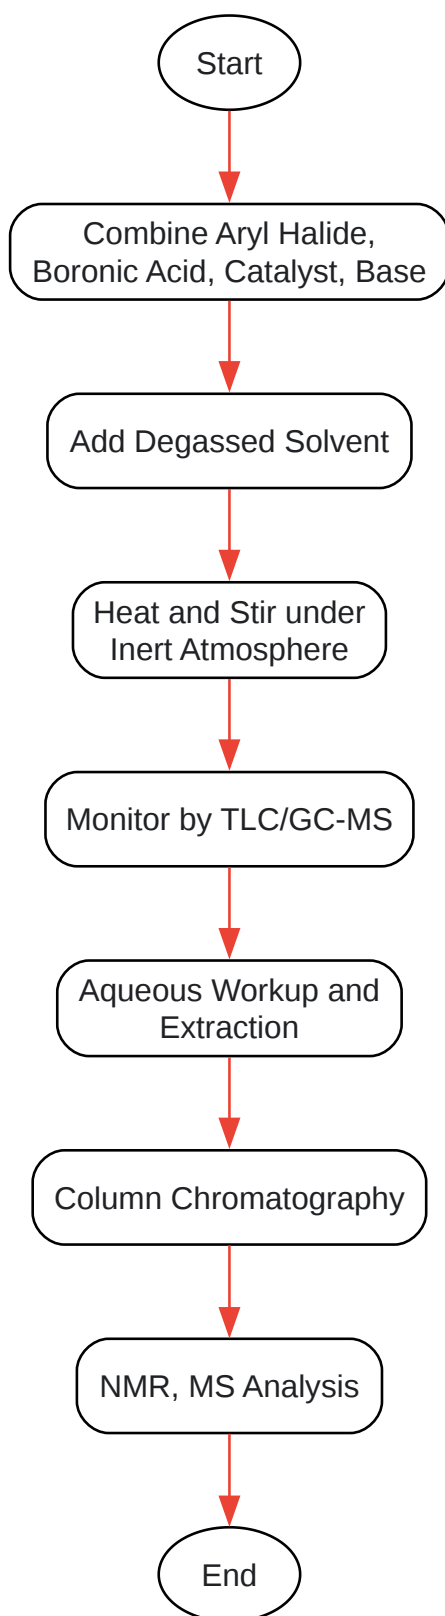 Start
Combine Aryl Halide,
Boronic Acid, Catalyst, Base
Add Degassed Solvent
Heat and Stir under
Inert Atmosphere
Monitor by TLC/GC-MS
Aqueous Workup and
Extraction
Column Chromatography
NMR, MS Analysis
End